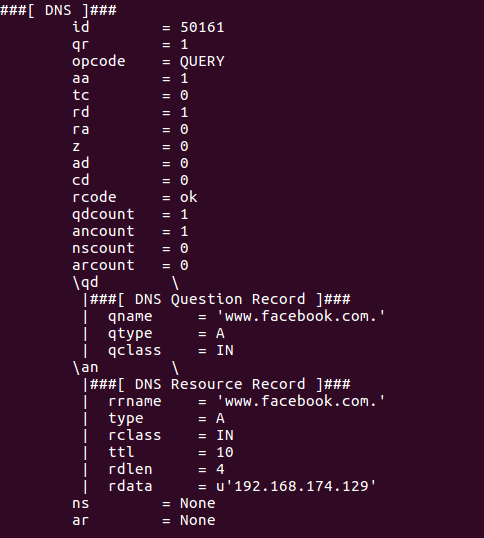 ###[ DNS ]###
        id        = 50161
        qr        = 1
        opcode    = QUERY
        aa        = 1
        tc        = 0
        rd        = 1
        ra        = 0
        z         = 0
        ad        = 0
        cd        = 0
        rcode     = ok
        qdcount   = 1
        ancount   = 1
        nscount   = 0
        arcount   = 0
        \qd        \
         |###[ DNS Question Record ]###
         |  qname     = 'www.facebook.com.'
         |  qtype     = A
         |  qclass    = IN
        \an        \
         |###[ DNS Resource Record ]###
         |  rrname    = 'www.facebook.com.'
         |  type      = A
         |  rclass    = IN
         |  ttl       = 10
         |  rdlen     = 4
         |  rdata     = u'192.168.174.129'
        ns        = None
        ar        = None